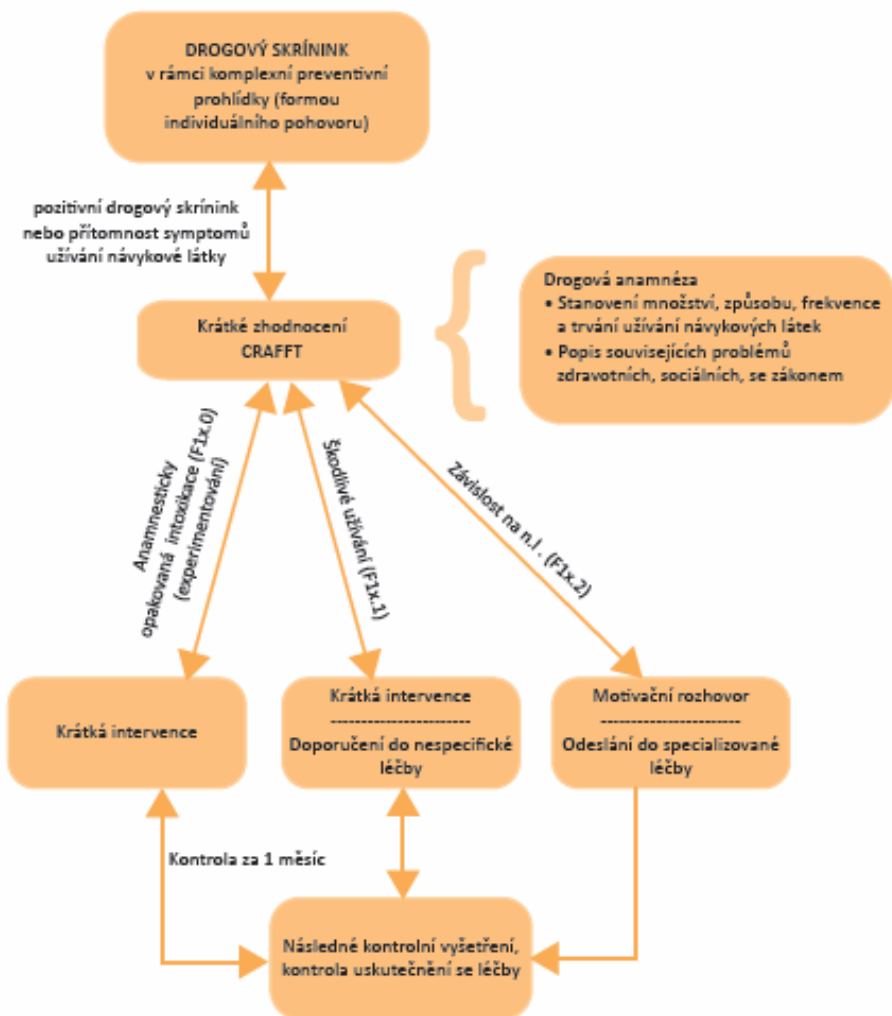 DROGOVÝ SKRÍNINK
v rámci komplexní preventivní
prohlídky (formou
individuálního pohovoru)
pozitivní drogový skrínink
nebo přítomnost symptomů
užívání návykové látky
Krátké zhodnocení
CRAFFT
Drogová anamnéza
• Stanovení množství, způsobu, frekvence
a trvání užívání návykových látek
• Popis souvisejících problémů
zdravotních, sociálních, se zákonem
Anamnesticky
opakovaná intoxikace (F1x.0)
(experimentování)
Škodlivé užívání (F1x.1)
Závislost na n.l . (F1x.2)
Krátká intervence
Krátká intervence
------------------------
Doporučení do nespecifické
léčby
Motivační rozhovor
------------------------
Odeslání do specializované
léčby
Kontrola za 1 měsíc
Následné kontrolní vyšetření,
kontrola uskutečnění se léčby